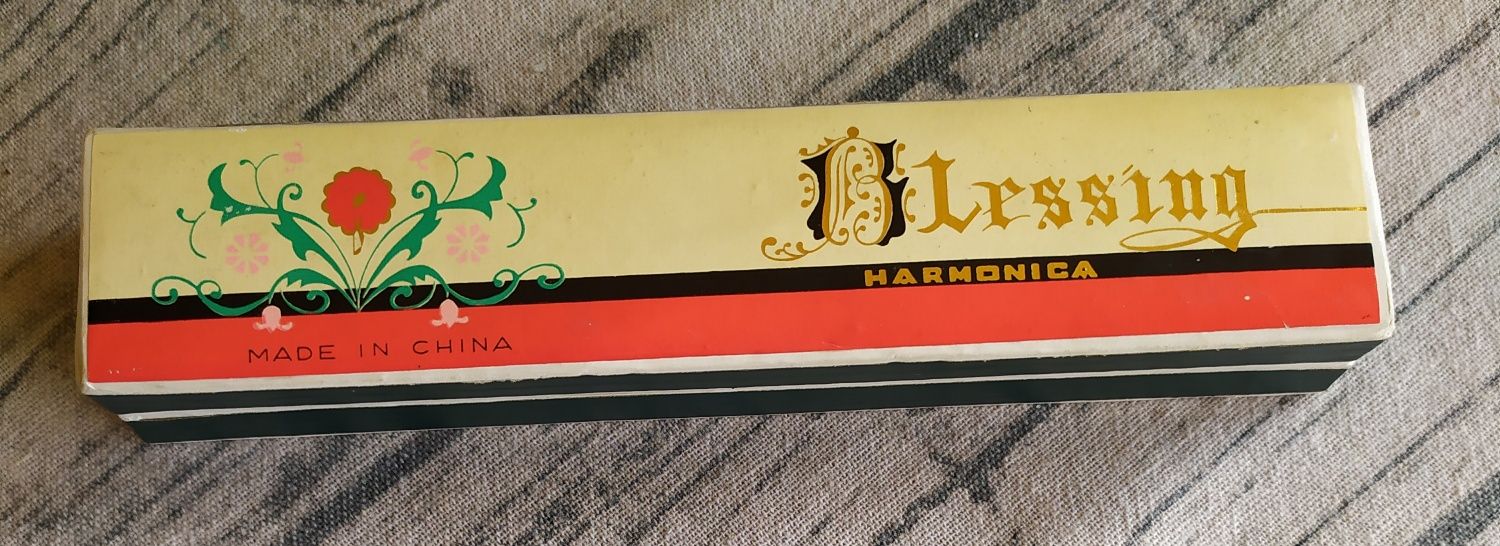 Blessing
HARMONICA
MADE IN CHINA